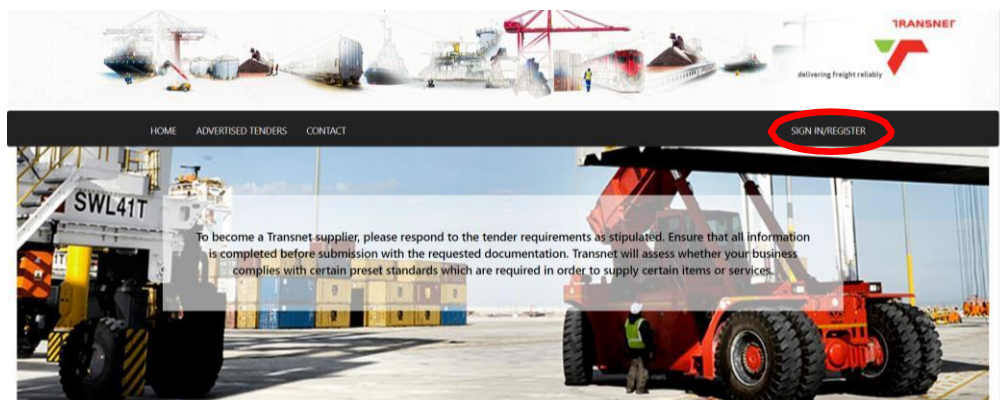 TRANSNET
delivering freight reliably
HOME ADVERTISED TENDERS CONTACT SIGN IN/REGISTER
SWL41T
To become a Transnet supplier, please respond to the tender requirements as stipulated. Ensure that all information
is completed before submission with the requested documentation. Transnet will assess whether your business
complies with certain preset standards which are required in order to supply certain items or services.